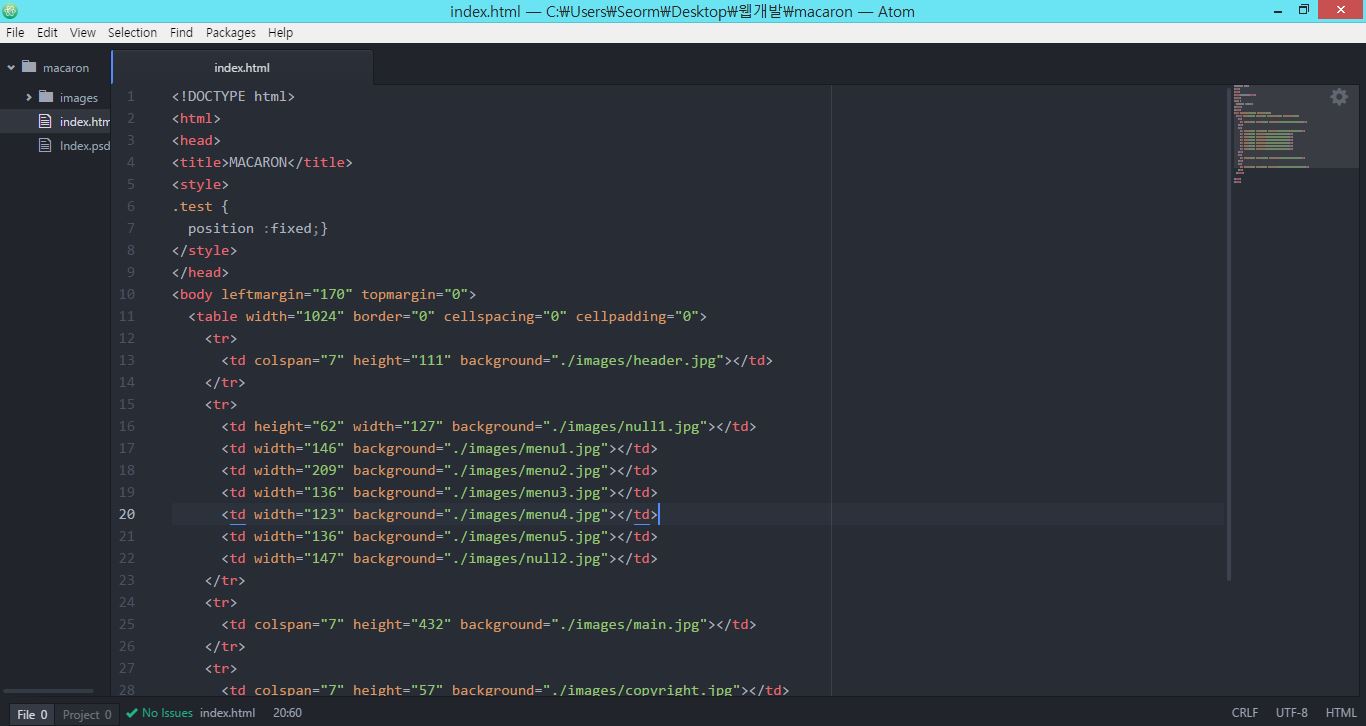 index.html — C:₩Users₩Seorm₩Desktop₩웹개발₩macaron — Atom
File Edit View Selection Find Packages Help
macaron
images
index.htm
Index.psd
index.html
1 <!DOCTYPE html>
2 <html>
3 <head>
4 <title>MACARON</title>
5 <style>
6 .test {
7 position :fixed;}
8 </style>
9 </head>
10 <body leftmargin="170" topmargin="0">
11 <table width="1024" border="0" cellspacing="0" cellpadding="0">
12 <tr>
13 <td colspan="7" height="111" background="./images/header.jpg"></td>
14 </tr>
15 <tr>
16 <td height="62" width="127" background="./images/null1.jpg"></td>
17 <td width="146" background="./images/menu1.jpg"></td>
18 <td width="209" background="./images/menu2.jpg"></td>
19 <td width="136" background="./images/menu3.jpg"></td>
20 <td width="123" background="./images/menu4.jpg"></td>
21 <td width="136" background="./images/menu5.jpg"></td>
22 <td width="147" background="./images/null2.jpg"></td>
23 </tr>
24 <tr>
25 <td colspan="7" height="432" background="./images/main.jpg"></td>
26 </tr>
27 <tr>
28 <td colspan="7" height="57" background="./images/copyright.jpg"></td>
File 0 Project 0 No Issues index.html 20:60 CRLF UTF-8 HTML